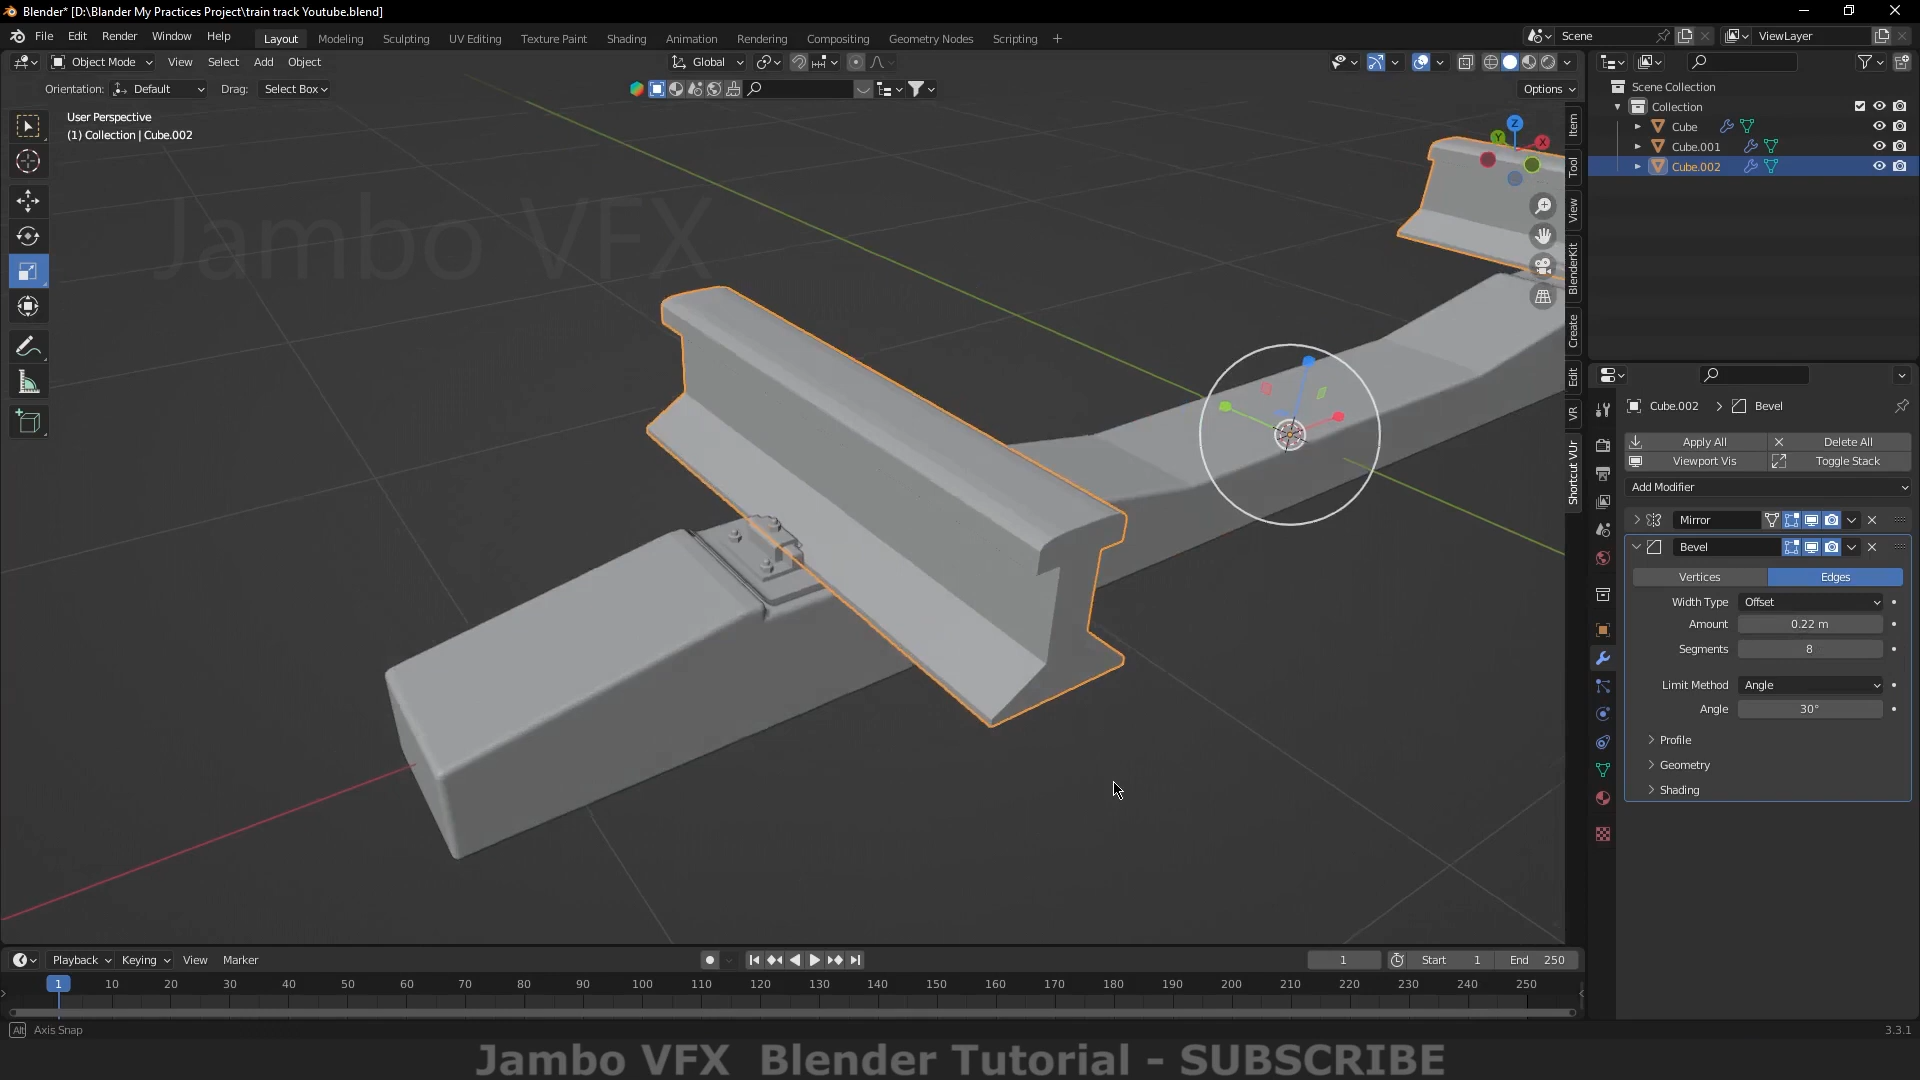 Blender* [D:\Blander My Practices Project\train track Youtube.blend]
File Edit Render Window Help Layout Modeling Sculpting UV Editing Texture Paint Shading Animation Rendering Compositing Geometry Nodes Scripting + Scene ViewLayer
Object Mode View Select Add Object Global
Orientation: Default Drag: Select Box Options
User Perspective
(1) Collection | Cube.002
Jambo VFX
Z
Y
X
Item
Tool
View
BlenderKit
Create
Edit
VR
Shortcut VUr
Scene Collection
Collection
Cube
Cube.001
Cube.002
Cube.002 > Bevel
Apply All Delete All
Viewport Vis Toggle Stack
Add Modifier
Mirror
Bevel
Vertices Edges
Width Type Offset
Amount 0.22 m
Segments 8
Limit Method Angle
Angle 30°
Profile
Geometry
Shading
Playback Keying View Marker 1 Start 1 End 250
1 10 20 30 40 50 60 70 80 90 100 110 120 130 140 150 160 170 180 190 200 210 220 230 240 250
Alt Axis Snap 3.3.1
Jambo VFX Blender Tutorial - SUBSCRIBE